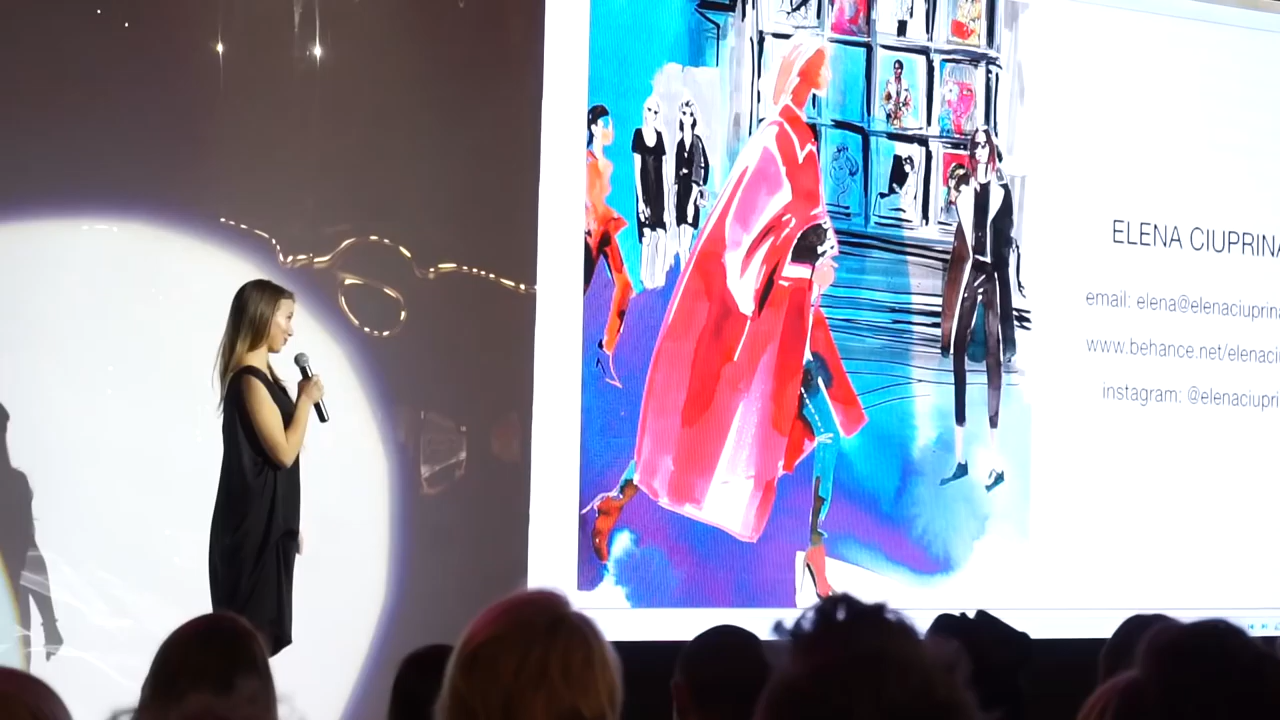 ELENA CIUPRINA
email: elena@elenaciuprina
www.behance.net/elenaci
instagram: @elenaciupri